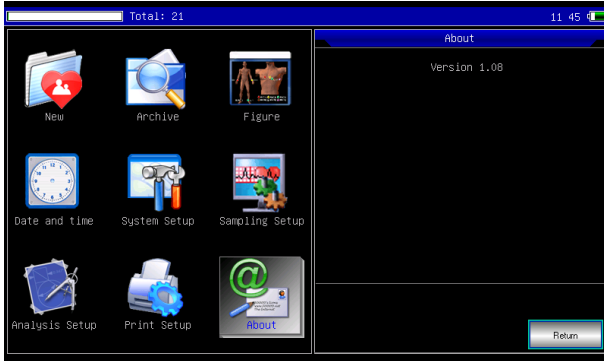 Total: 21
11 45
New
Archive
Figure
Date and time
System Setup
Sampling Setup
Analysis Setup
Print Setup
About
About
Version 1.08
Return